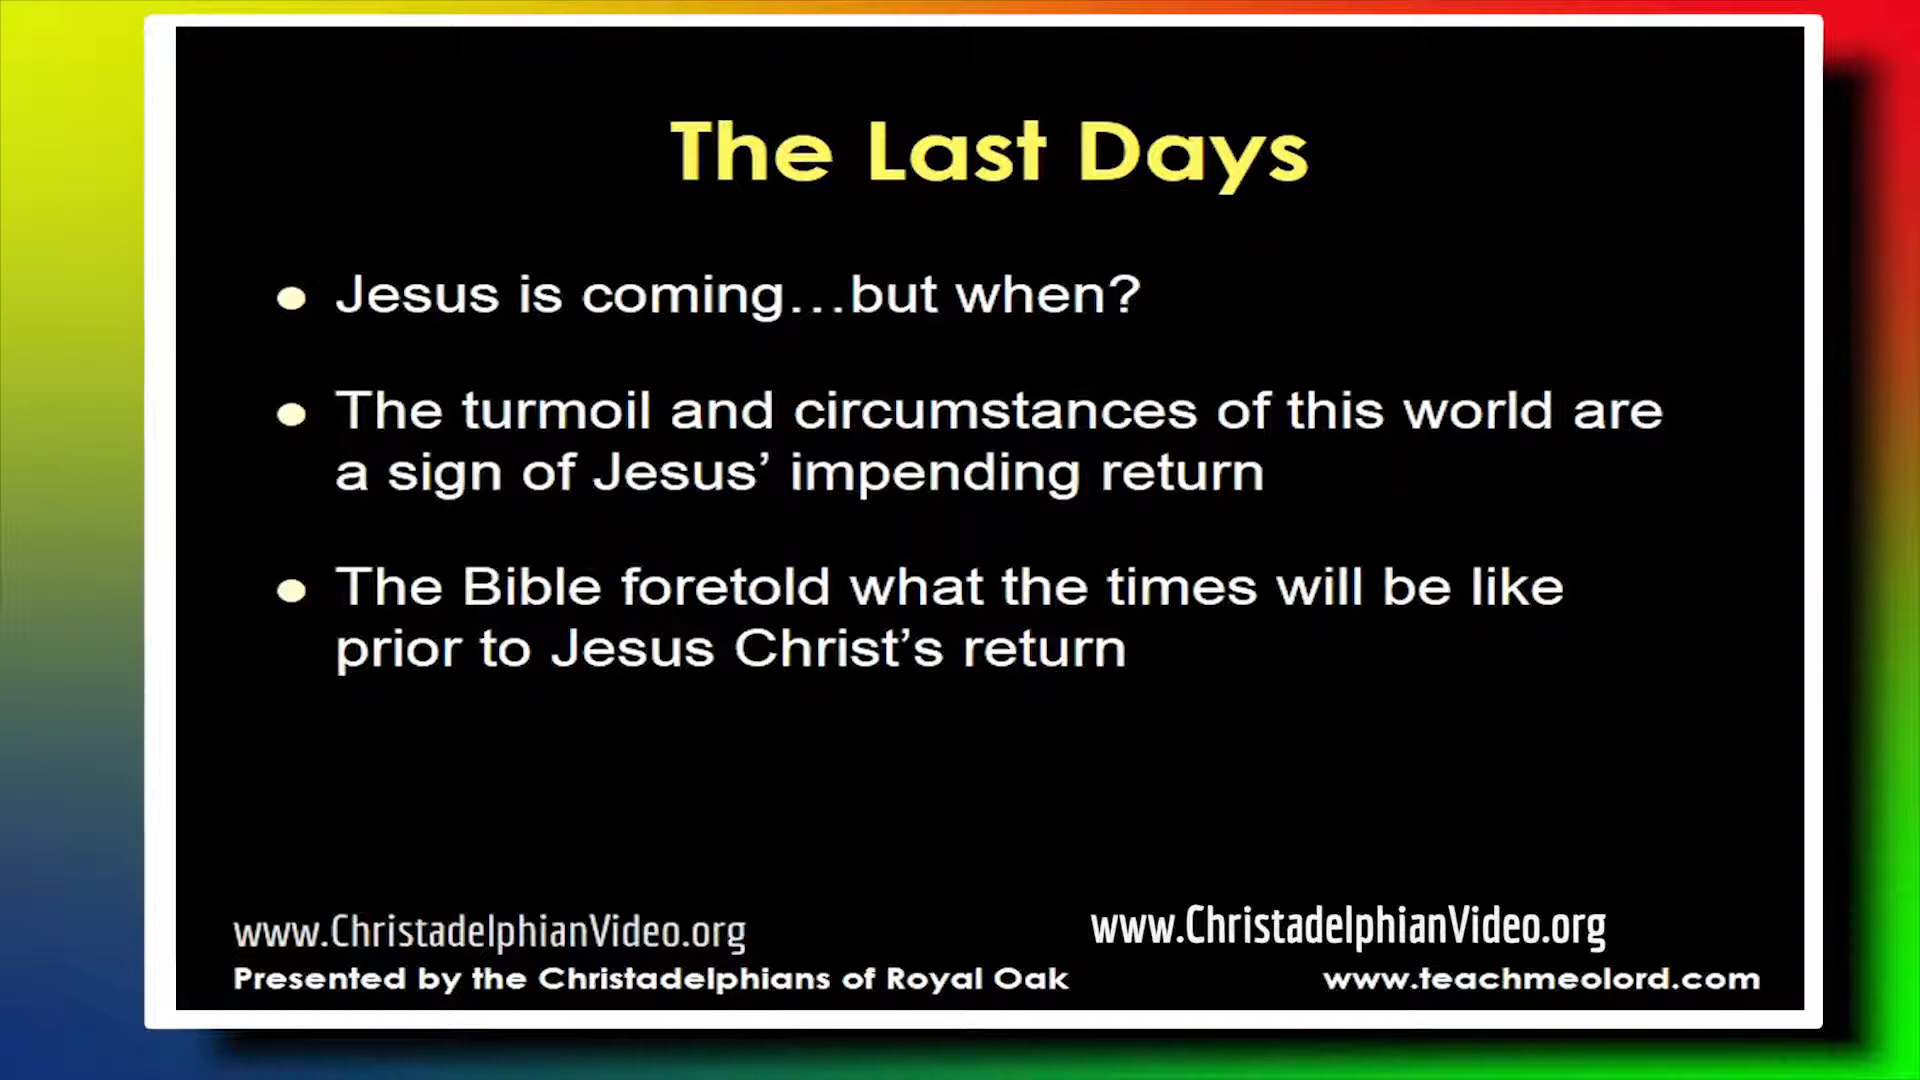 The Last Days
• Jesus is coming…but when?
• The turmoil and circumstances of this world are
a sign of Jesus’ impending return
• The Bible foretold what the times will be like
prior to Jesus Christ’s return
www.ChristadelphianVideo.org
www.ChristadelphianVideo.org
Presented by the Christadelphians of Royal Oak
www.teachmeolord.com